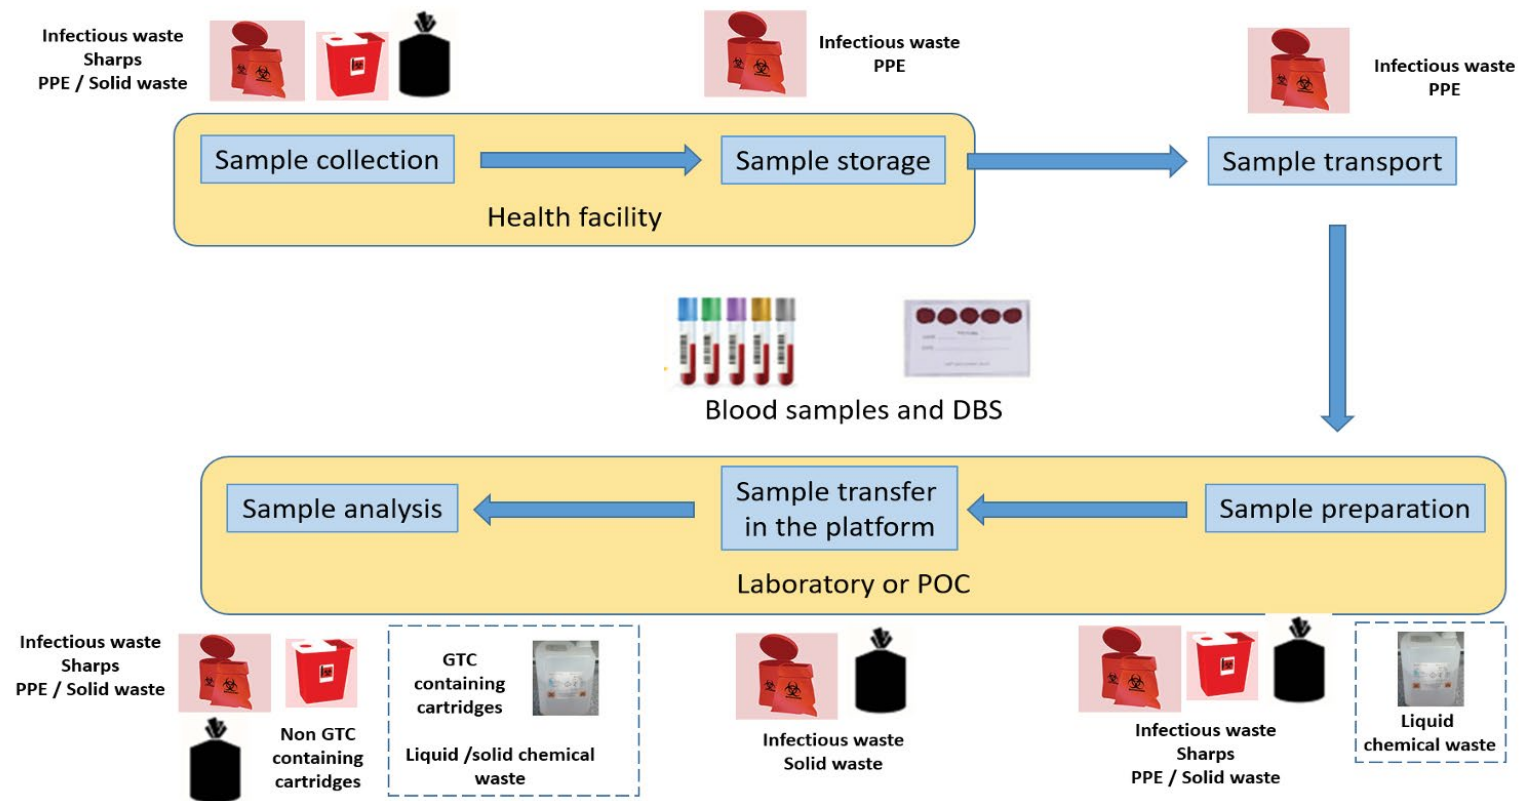 Infectious waste
Sharps
PPE / Solid waste
Infectious waste
PPE
Infectious waste
PPE
Sample collection
Sample storage
Sample transport
Health facility
Blood samples and DBS
Sample analysis
Sample transfer
in the platform
Sample preparation
Laboratory or POC
Infectious waste
Sharps
PPE / Solid waste
Non GTC
containing
cartridges
GTC
containing
cartridges
Liquid /solid chemical
waste
Infectious waste
Solid waste
Infectious waste
Sharps
PPE / Solid waste
Liquid
chemical waste